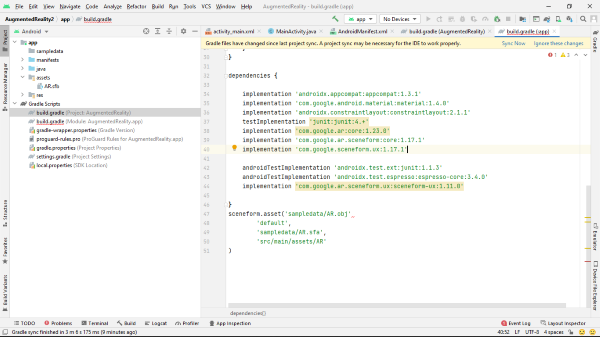 File Edit View Navigate Code Analyze Refactor Build Run Tools VCS Window Help AugmentedReality - build.gradle
AugmentedReality2 app build.gradle
app No Devices
Android
activity_main.xml MainActivity.java AndroidManifest.xml build.gradle (AugmentedReality) build.gradle (:app)
Gradle files have changed since last project sync. A project sync may be necessary for the IDE to work properly. Sync Now Ignore these changes
app
sampledata
manifests
java
assets
AR.sfb
res
Gradle Scripts
build.gradle (Project: AugmentedReality)
build.gradle (Module: AugmentedReality.app)
gradle-wrapper.properties (Gradle Version)
proguard-rules.pro (ProGuard Rules for AugmentedReality.app)
gradle.properties (Project Properties)
settings.gradle (Project Settings)
local.properties (SDK Location)
}
dependencies {
implementation 'androidx.appcompat:appcompat:1.3.1'
implementation 'com.google.android.material:material:1.4.0'
implementation 'androidx.constraintlayout:constraintlayout:2.1.1'
testImplementation 'junit:junit:4.+'
implementation 'com.google.ar:core:1.23.0'
implementation 'com.google.ar.sceneform:core:1.17.1'
implementation 'com.google.sceneform.ux:1.17.1'
androidTestImplementation 'androidx.test.ext:junit:1.1.3'
androidTestImplementation 'androidx.test.espresso:espresso-core:3.4.0'
implementation 'com.google.ar.sceneform.ux:sceneform-ux:1.11.0'
}
sceneform.asset('sampledata/AR.obj',
'default',
'sampledata/AR.sfa',
'src/main/assets/AR'
)
dependencies{}
Project
Resource Manager
Structure
Favorites
Build Variants
Gradle
Emulator
Device File Explorer
TODO Problems Terminal Build Logcat Profiler App Inspection Event Log Layout Inspector
Gradle sync finished in 3 m 6 s 175 ms (9 minutes ago) 40:52 LF UTF-8 4 spaces